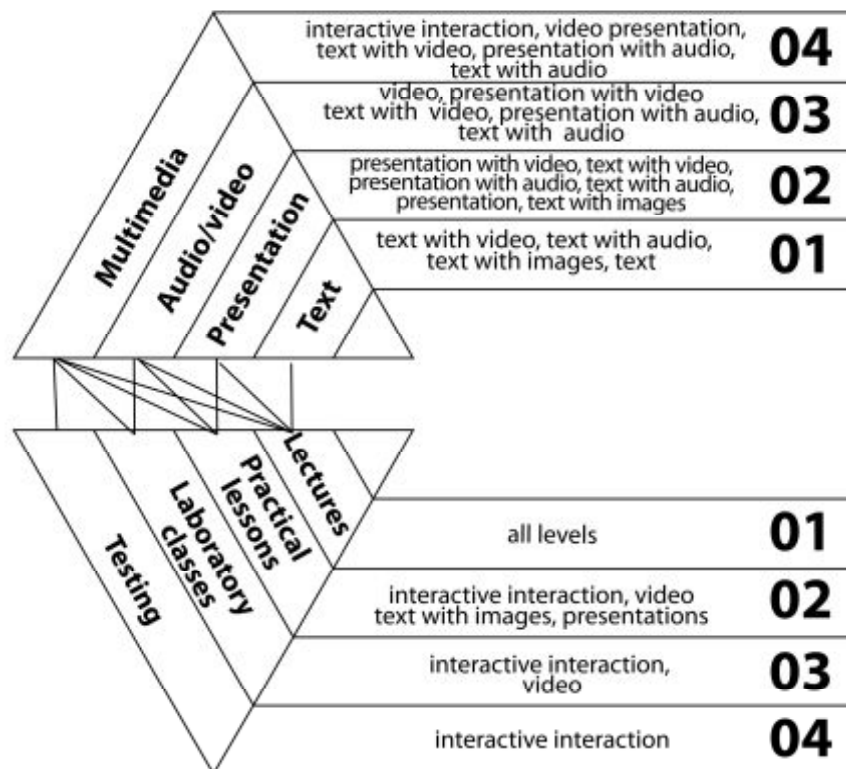 interactive interaction, video presentation,
text with video, presentation with audio,
text with audio
04
video, presentation with video
text with video, presentation with audio,
text with audio
03
presentation with video, text with video,
presentation with audio, text with audio,
presentation, text with images
02
text with video, text with audio,
text with images, text
01
Multimedia
Audio/video
Presentation
Text
Testing
Laboratory
classes
Practical
lessons
Lectures
all levels
01
interactive interaction, video
text with images, presentations
02
interactive interaction,
video
03
interactive interaction
04